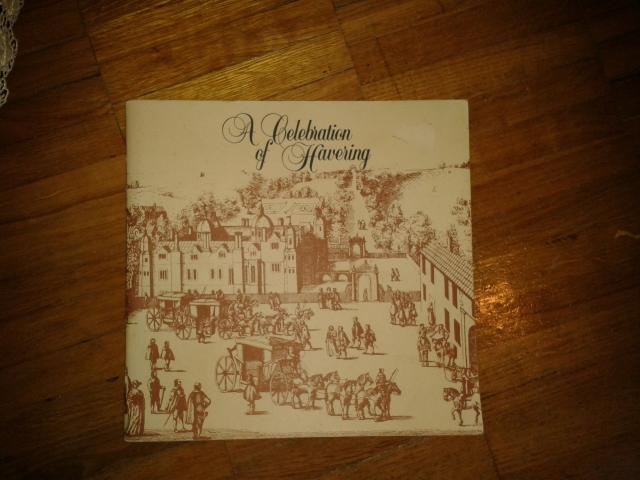 A Celebration
of Havering